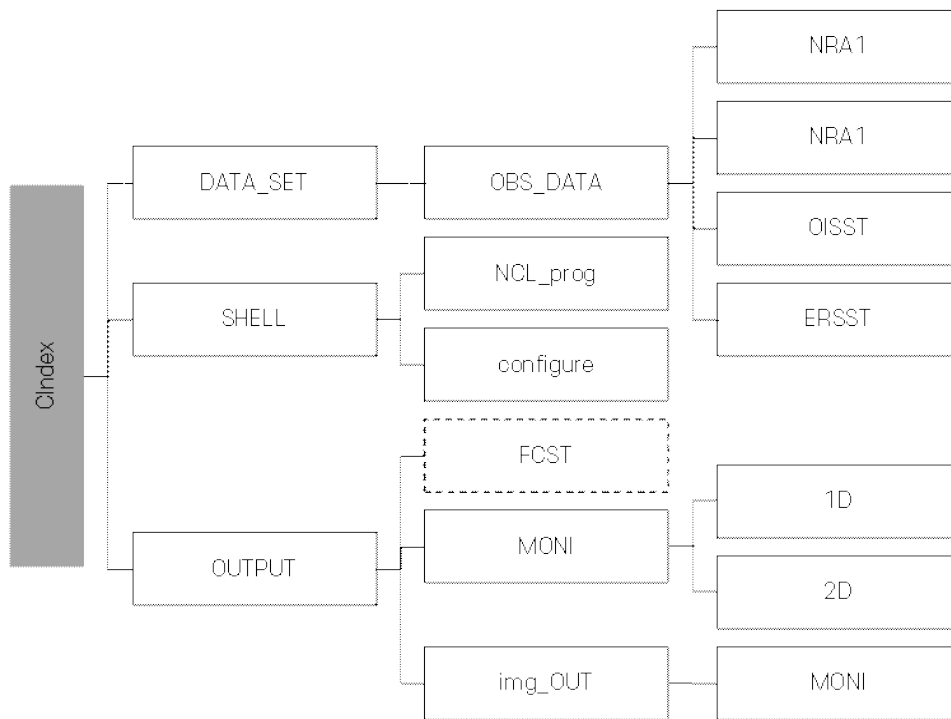 CIndex
DATA_SET
OBS_DATA
NRA1
NRA1
OISST
ERSST
SHELL
NCL_prog
configure
OUTPUT
FCST
MONI
1D
2D
img_OUT
MONI